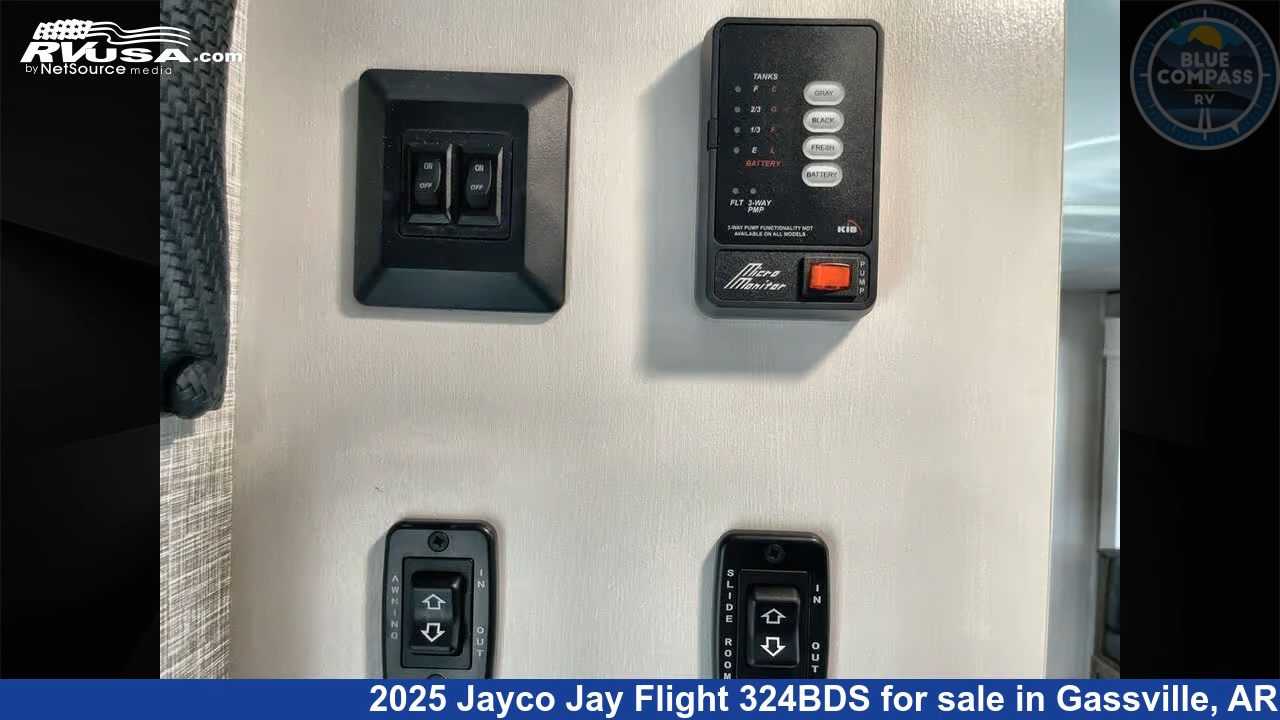 RVUSA.com
by NetSource media
BLUE
COMPASS
RV
ON
OFF
ON
OFF
TANKS
F C
2/3 G
1/3 F
E L
BATTERY
GRAY
BLACK
FRESH
BATTERY
FLT 3-WAY
PMP
3-WAY PUMP FUNCTIONALITY NOT
AVAILABLE ON ALL MODELS
KIB
Micro
Monitor
PUMP
AWNING
IN
OUT
SLIDE ROOM
IN
OUT
2025 Jayco Jay Flight 324BDS for sale in Gassville, AR